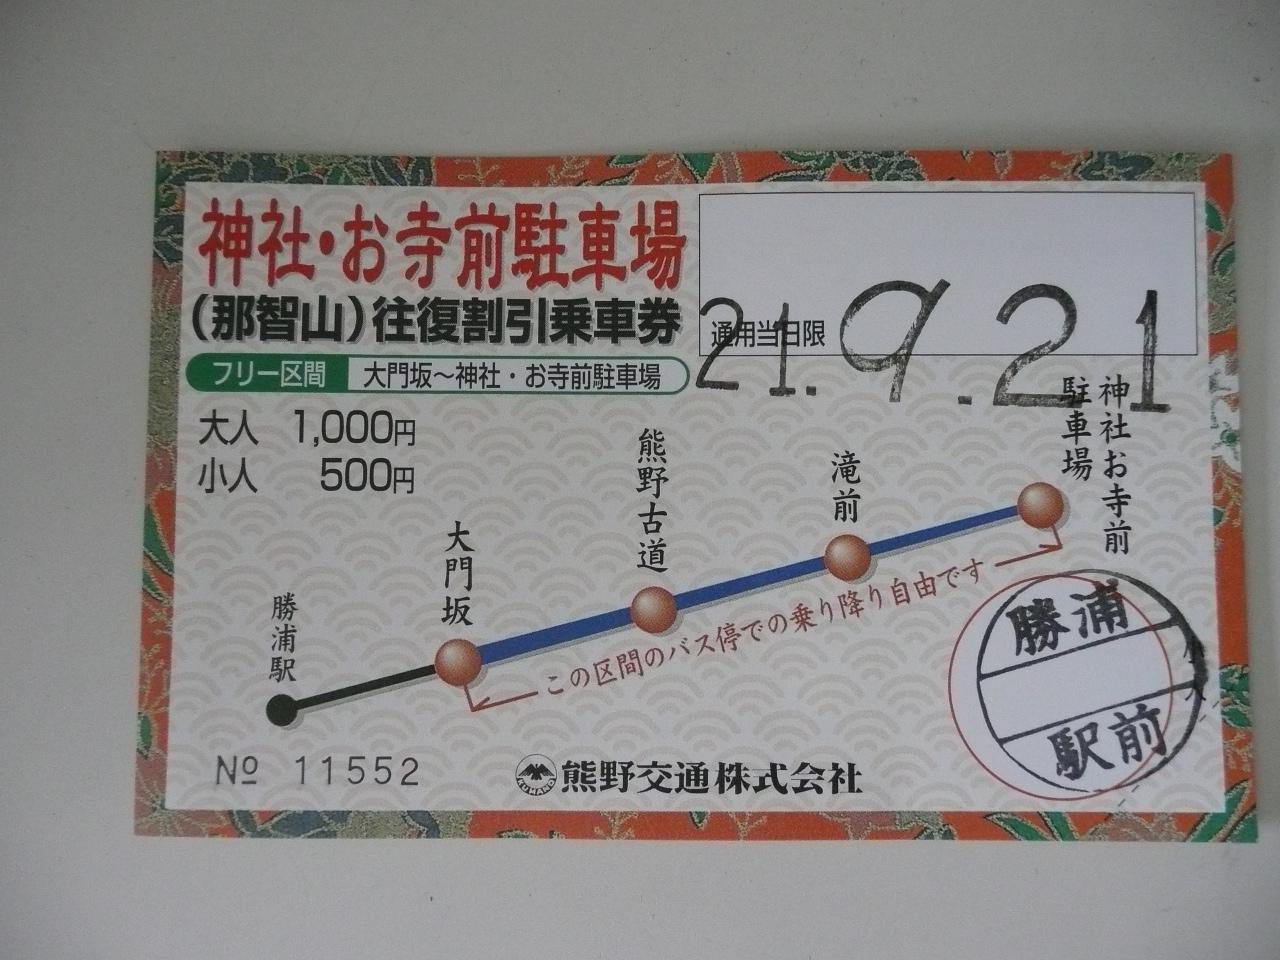 神社・お寺前駐車場
(那智山)往復割引乗車券
フリー区間 大門坂〜神社・お寺前駐車場
通用当日限
21.9.21
大人 1,000円
小人 500円
勝浦駅
大門坂
熊野古道
滝前
神社お寺前
駐車場
この区間のバス停での乗り降り自由です
勝浦
駅前
小人
№ 11552
KUMAKO
熊野交通株式会社